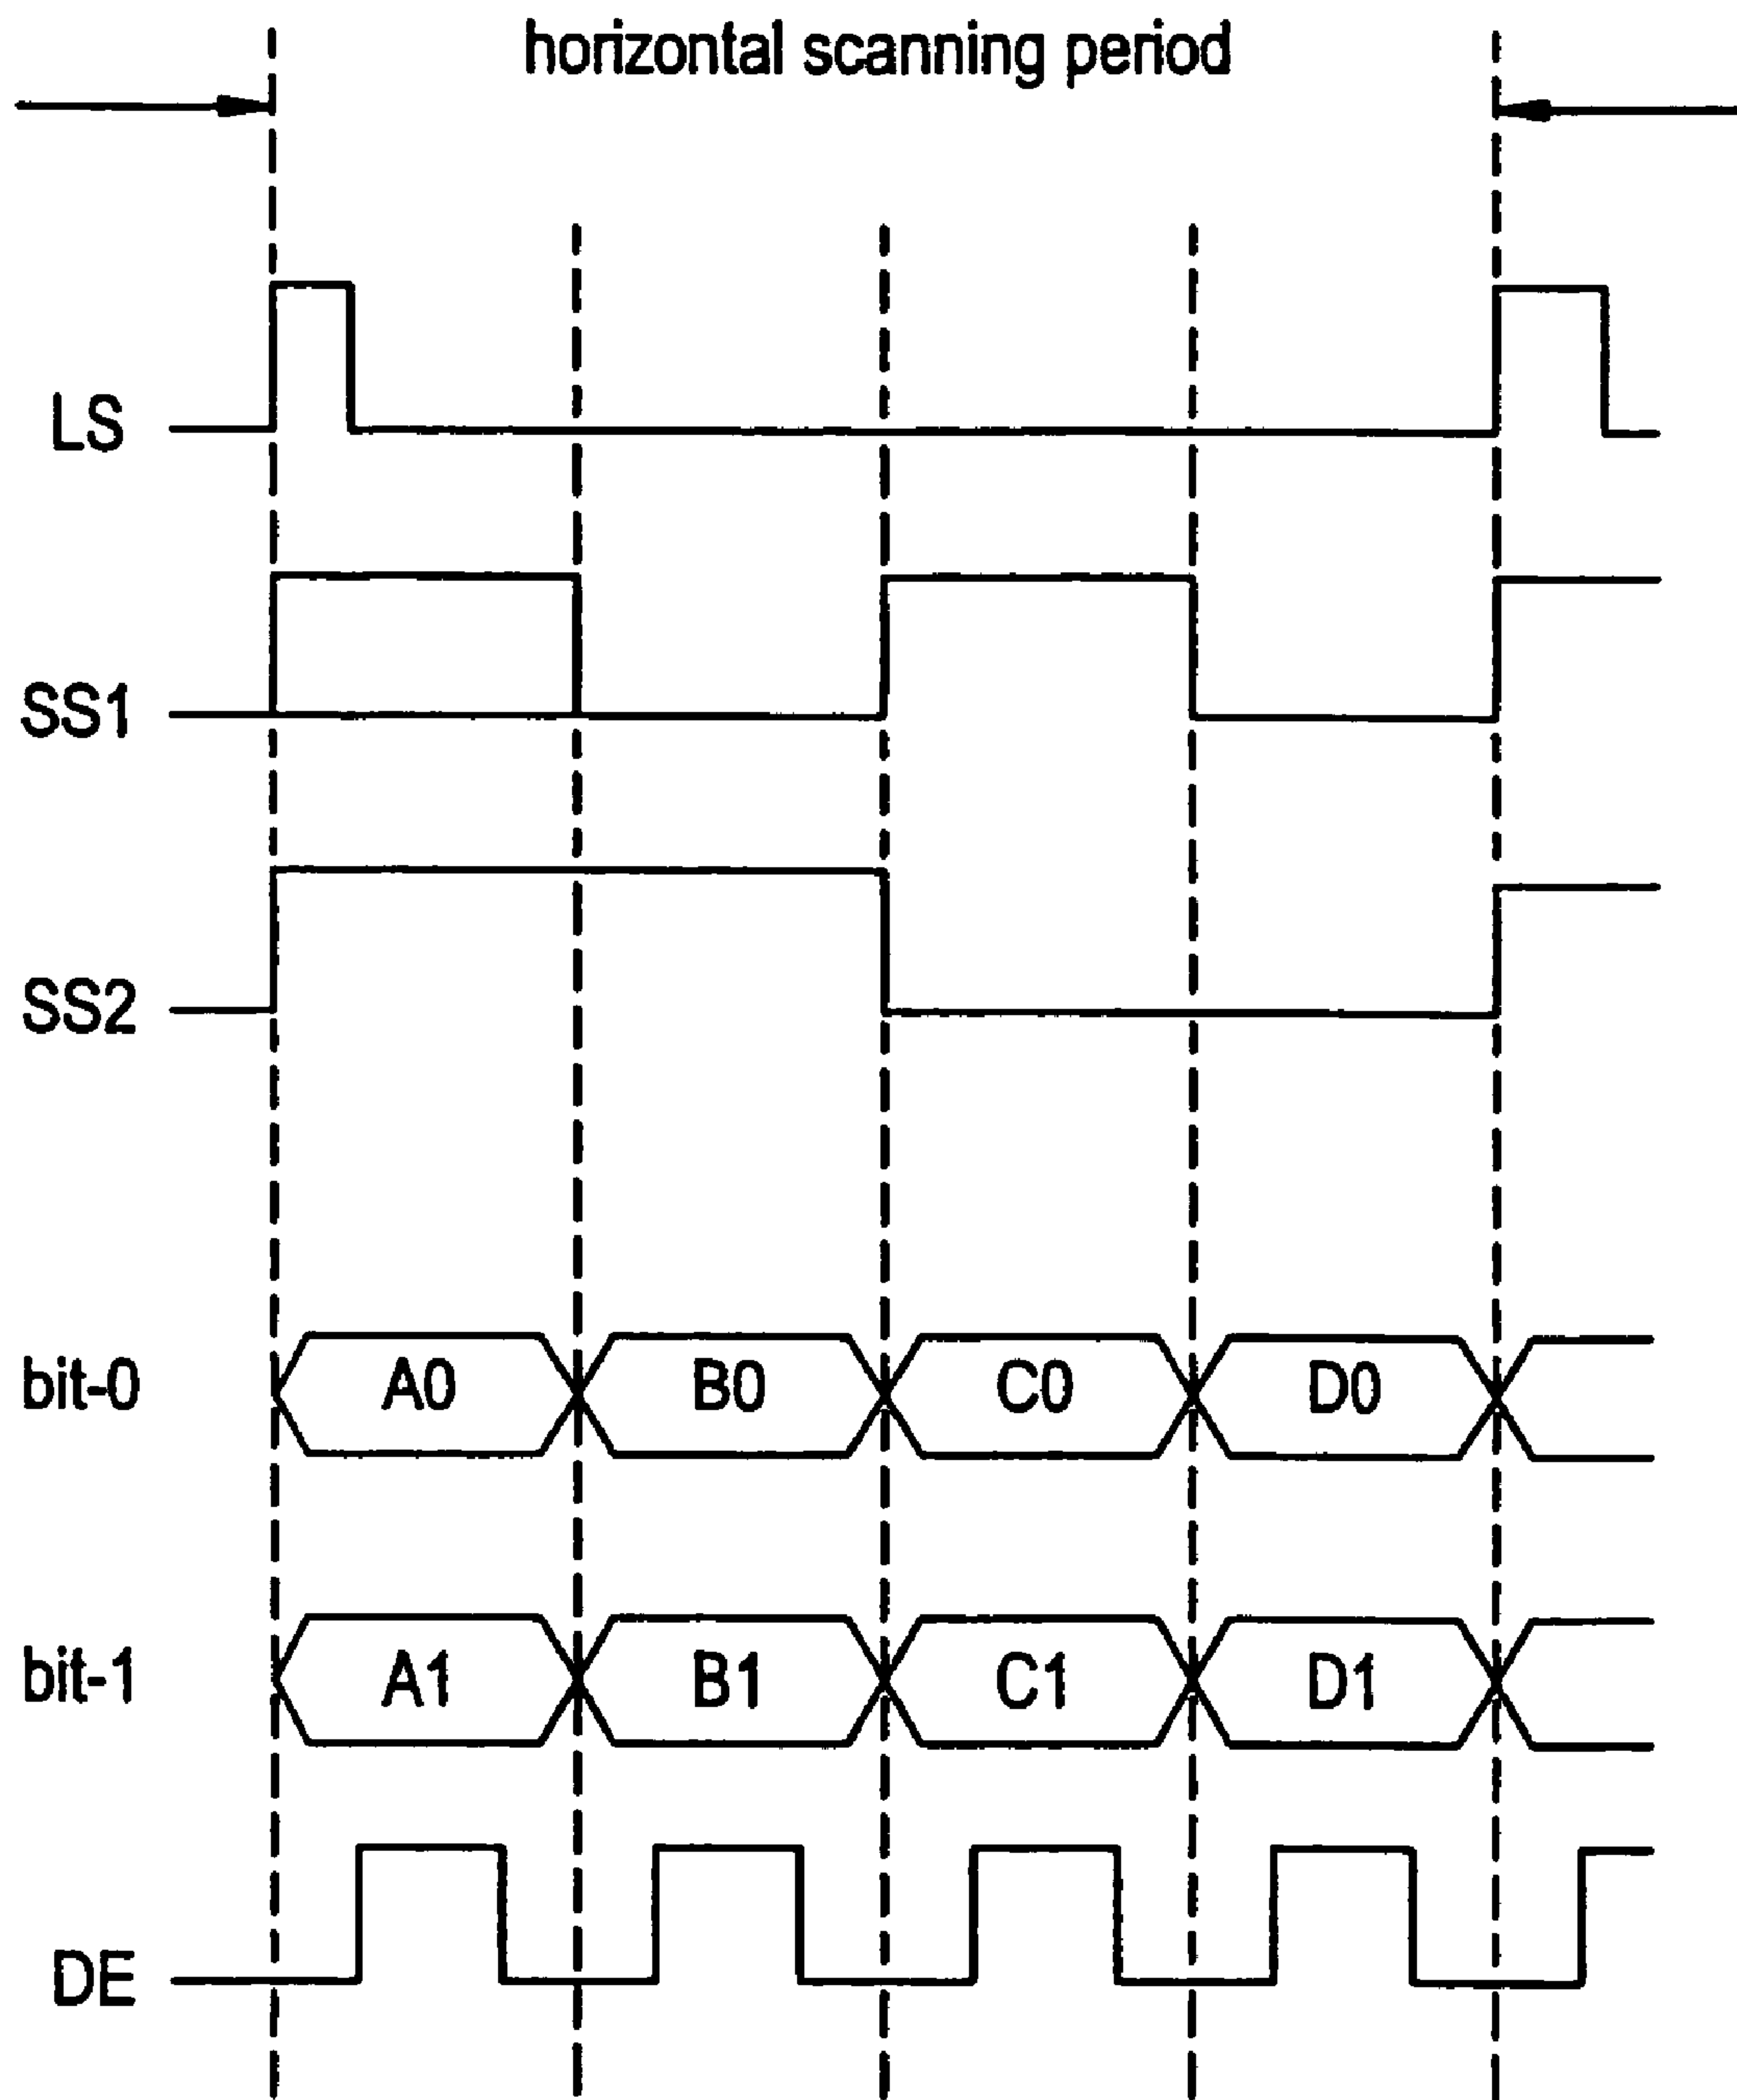 horizontal scanning period
LS
SS1
SS2
bit-0 A0 B0 C0 D0
bit-1 A1 B1 C1 D1
DE